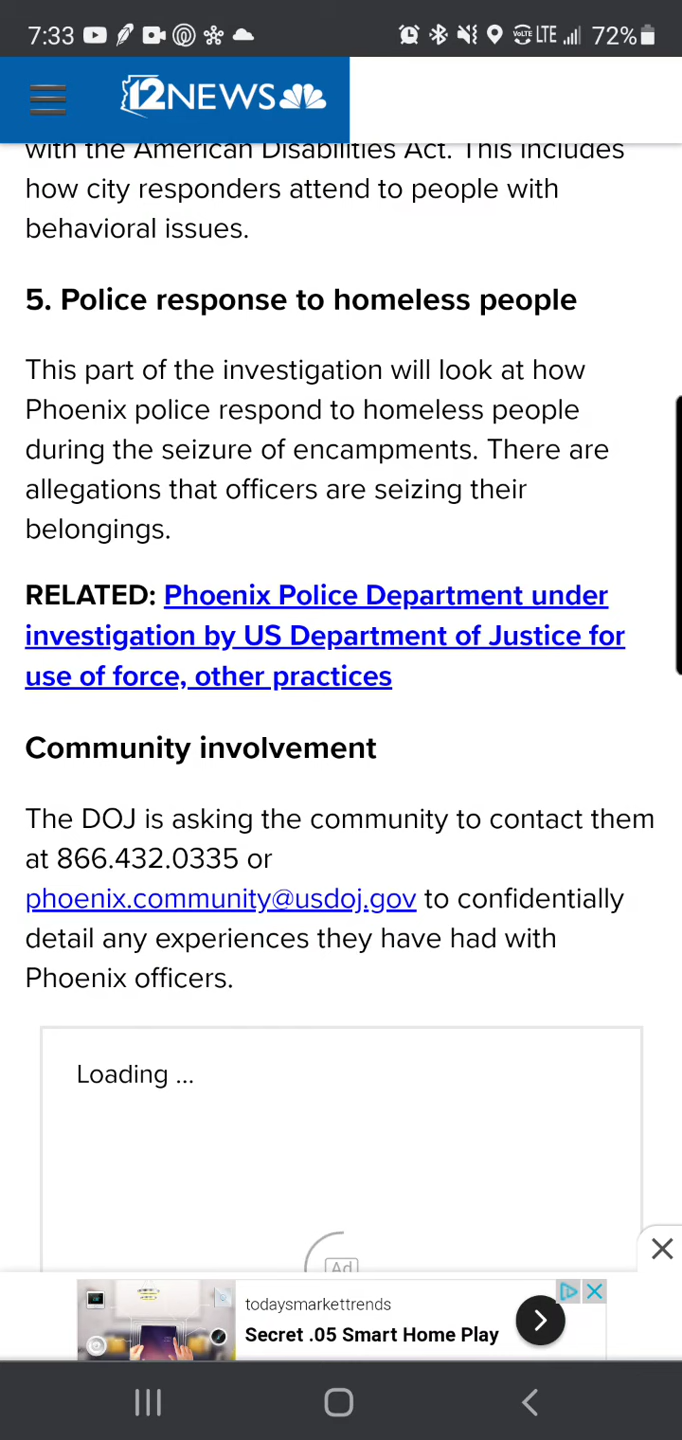 7:33
VoLTE LTE 72%
12NEWS
with the American Disabilities Act. This includes
how city responders attend to people with
behavioral issues.
5. Police response to homeless people
This part of the investigation will look at how
Phoenix police respond to homeless people
during the seizure of encampments. There are
allegations that officers are seizing their
belongings.
RELATED: Phoenix Police Department under
investigation by US Department of Justice for
use of force, other practices
Community involvement
The DOJ is asking the community to contact them
at 866.432.0335 or
phoenix.community@usdoj.gov to confidentially
detail any experiences they have had with
Phoenix officers.
Loading ...
Ad
todaysmarkettrends
Secret .05 Smart Home Play